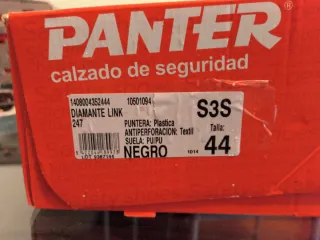 PANTER
calzado de seguridad
1408004352444 10501094
DIAMANTE LINK
247
S3S
PUNTERA: Plastica
ANTIPERFORACION: Textil
SUELA: PU/PU
NEGRO
Talla:
44